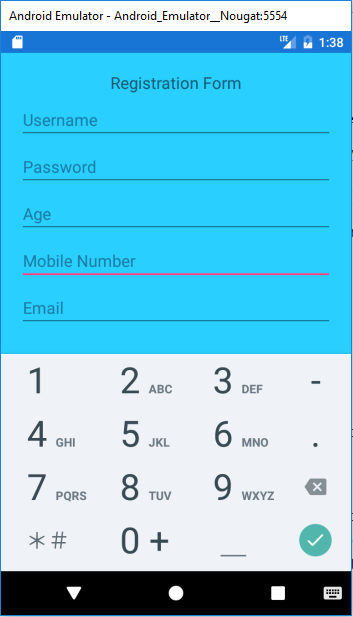 Android Emulator - Android_Emulator__Nougat:5554
LTE 1:38
Registration Form
Username
Password
Age
Mobile Number
Email
1 2 ABC 3 DEF -
4 GHI 5 JKL 6 MNO .
7 PQRS 8 TUV 9 WXYZ
*# 0 + _